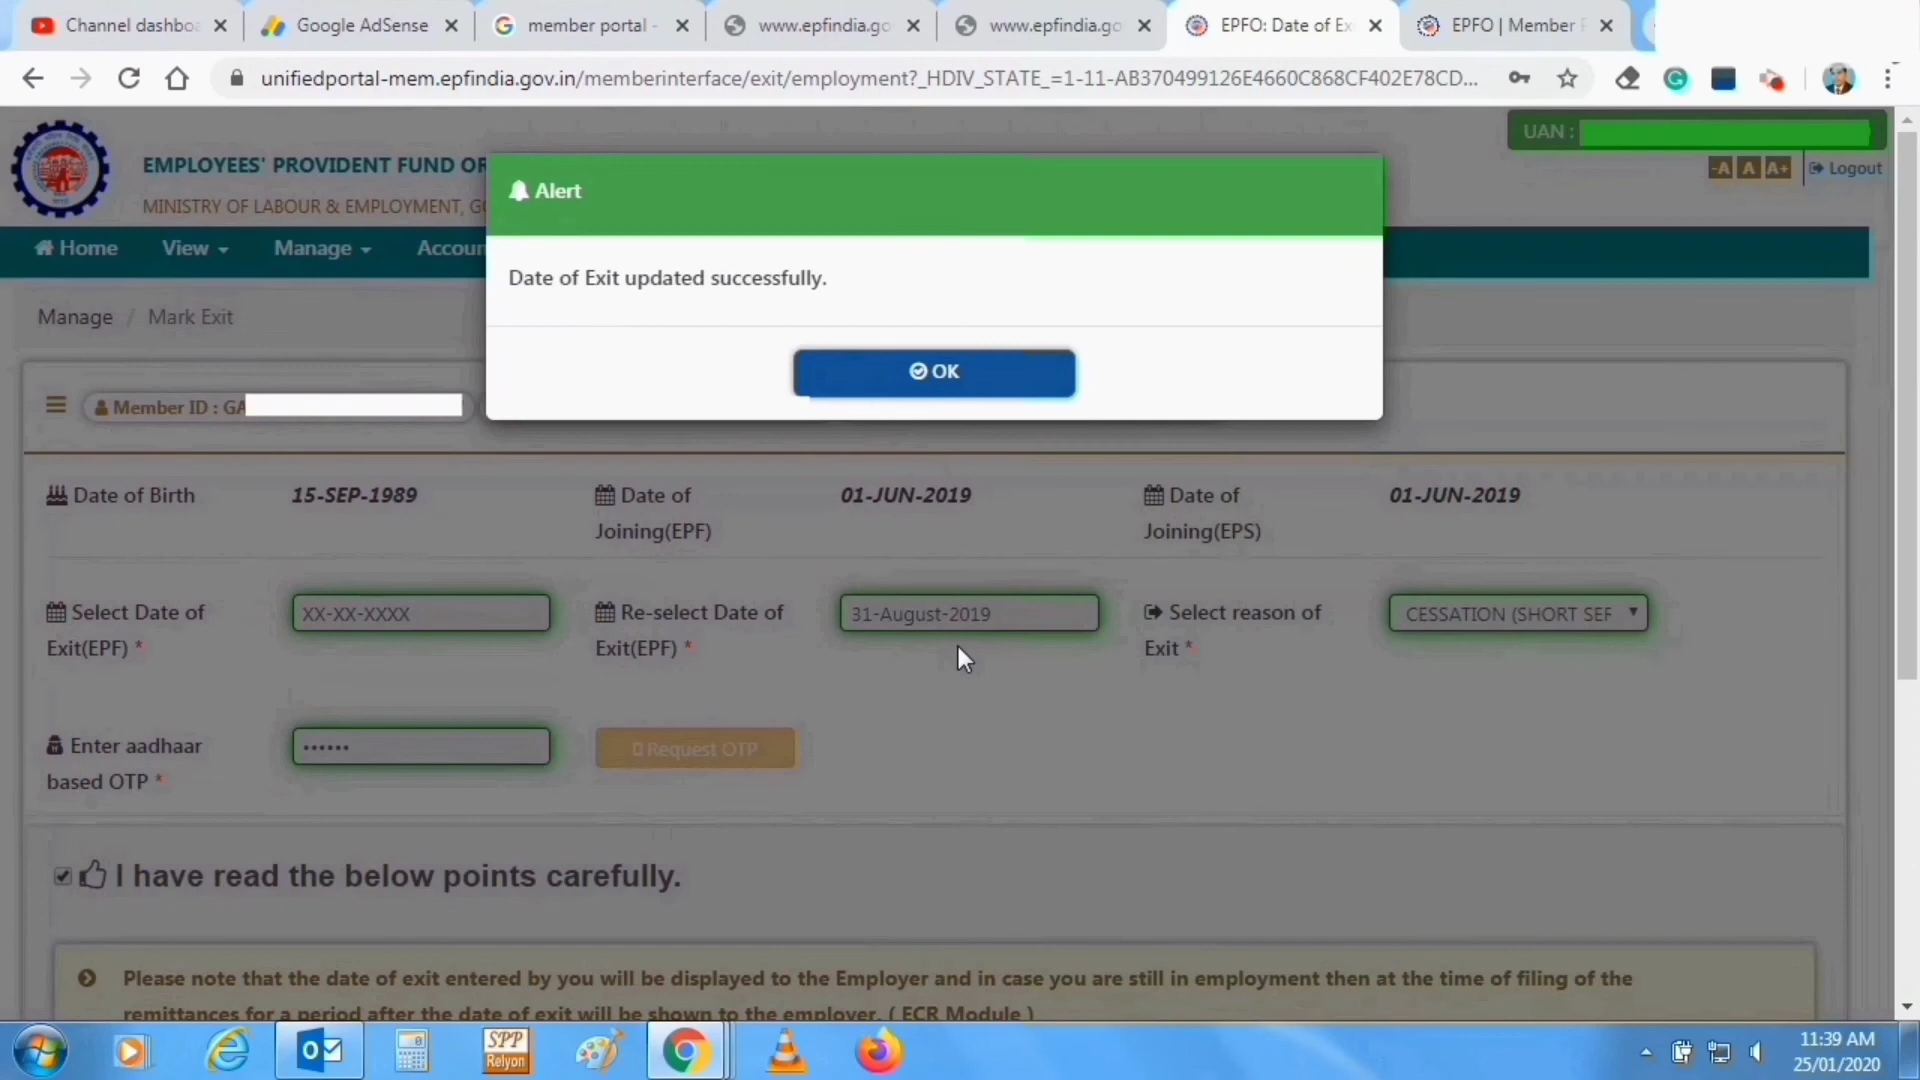 Channel dashbo
Google AdSense
member portal -
www.epfindia.go
www.epfindia.go
EPFO: Date of Ex
EPFO | Member P
unifiedportal-mem.epfindia.gov.in/memberinterface/exit/employment?_HDIV_STATE_=1-11-AB370499126E4660C868CF402E78CD...
UAN :
EMPLOYEES' PROVIDENT FUND OR
MINISTRY OF LABOUR & EMPLOYMENT, GO
-A A A+ Logout
Home View Manage Accoun
Alert
Date of Exit updated successfully.
OK
Manage / Mark Exit
Member ID : GA
Date of Birth 15-SEP-1989 Date of 01-JUN-2019 Date of 01-JUN-2019
Joining(EPF) Joining(EPS)
Select Date of XX-XX-XXXX Re-select Date of 31-August-2019 Select reason of CESSATION (SHORT SER
Exit(EPF) * Exit(EPF) * Exit *
Enter aadhaar •••••• Request OTP
based OTP *
I have read the below points carefully.
Please note that the date of exit entered by you will be displayed to the Employer and in case you are still in employment then at the time of filing of the
remittances for a period after the date of exit will be shown to the employer. ( ECR Module )
SPP
Relyon
11:39 AM
25/01/2020